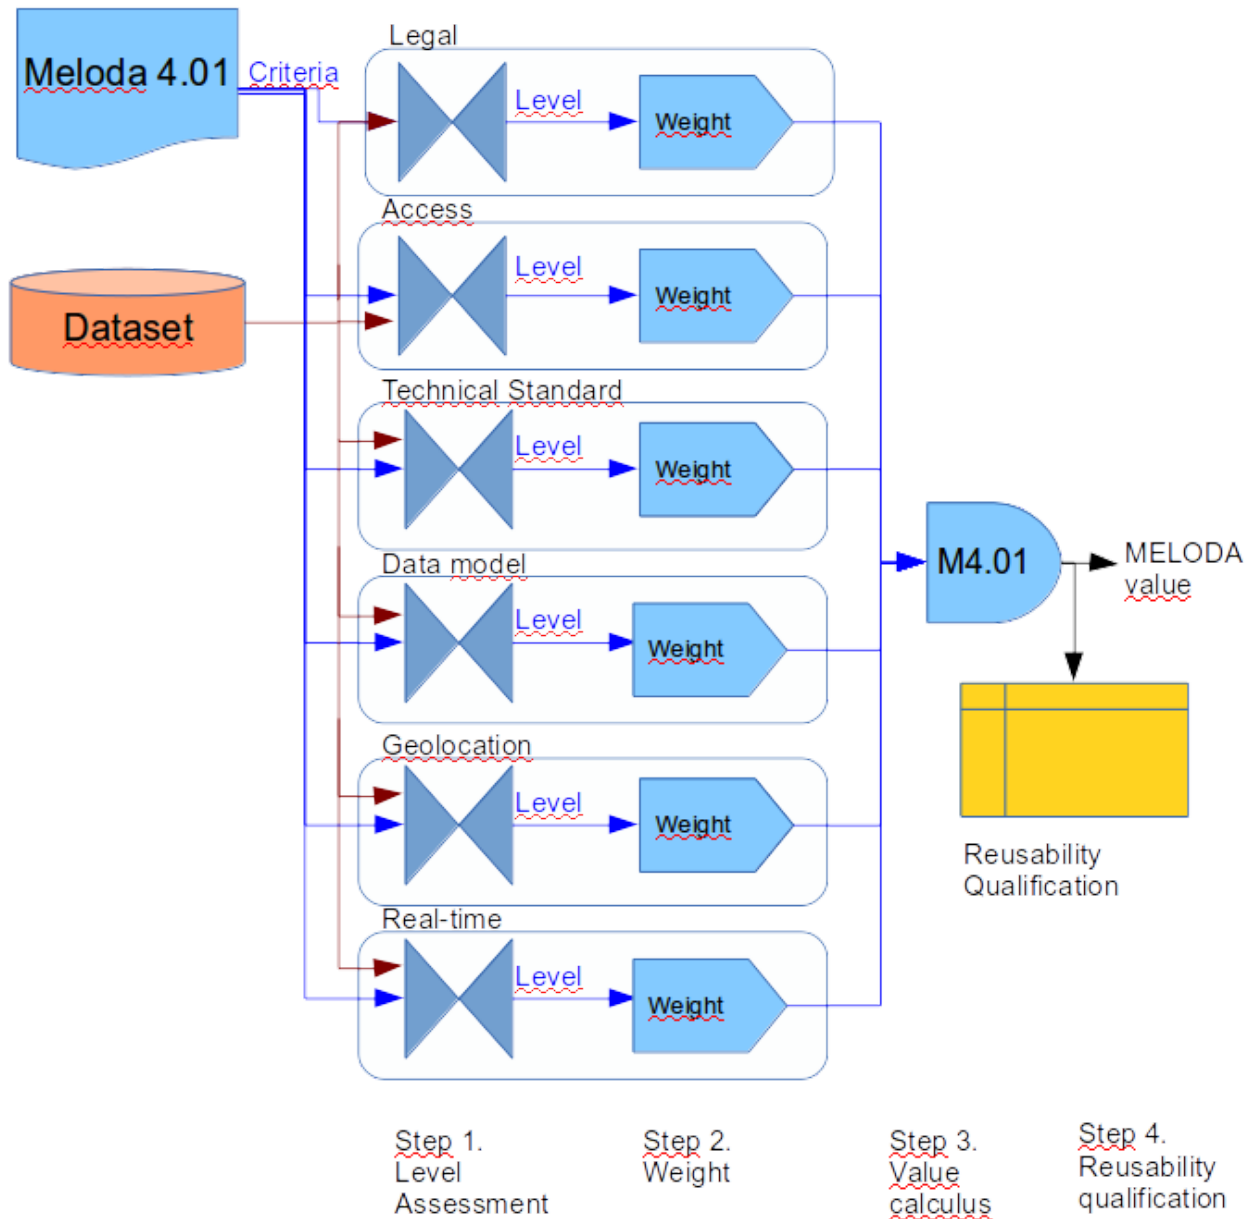 Meloda 4.01
Criteria
Legal
Level
Weight
Access
Level
Weight
Dataset
Technical Standard
Level
Weight
Data model
Level
Weight
M4.01
MELODA
value
Geolocation
Level
Weight
Reusability
Qualification
Real-time
Level
Weight
Step 1.
Level
Assessment
Step 2.
Weight
Step 3.
Value
calculus
Step 4.
Reusability
qualification